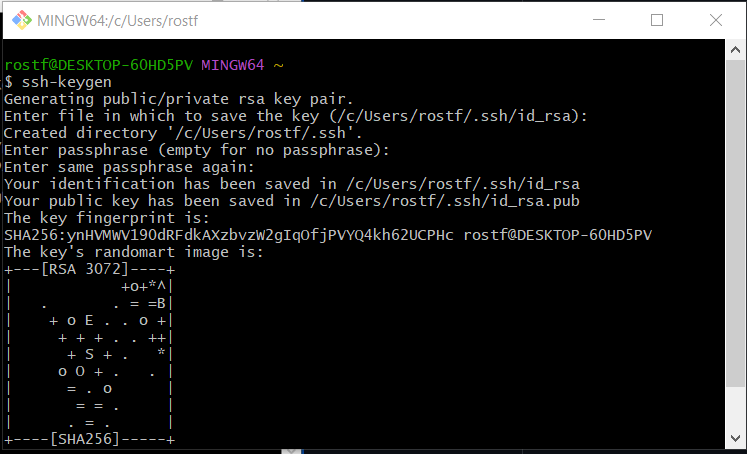 MINGW64:/c/Users/rostf
rostf@DESKTOP-6OHD5PV MINGW64 ~
$ ssh-keygen
Generating public/private rsa key pair.
Enter file in which to save the key (/c/Users/rostf/.ssh/id_rsa):
Created directory '/c/Users/rostf/.ssh'.
Enter passphrase (empty for no passphrase):
Enter same passphrase again:
Your identification has been saved in /c/Users/rostf/.ssh/id_rsa
Your public key has been saved in /c/Users/rostf/.ssh/id_rsa.pub
The key fingerprint is:
SHA256:ynHVMWV19OdRFdkAXzbvzW2gIqOfjPVYQ4kh62UCPHc rostf@DESKTOP-6OHD5PV
The key's randomart image is:
+---[RSA 3072]----+
|            +o+*^|
|   .       . = =B|
|    + o E . . o +|
|     + + + . . ++|
|      + S + .   *|
|     o O + .   . |
|      = . o      |
|       = = .     |
|      . = .      |
+----[SHA256]-----+